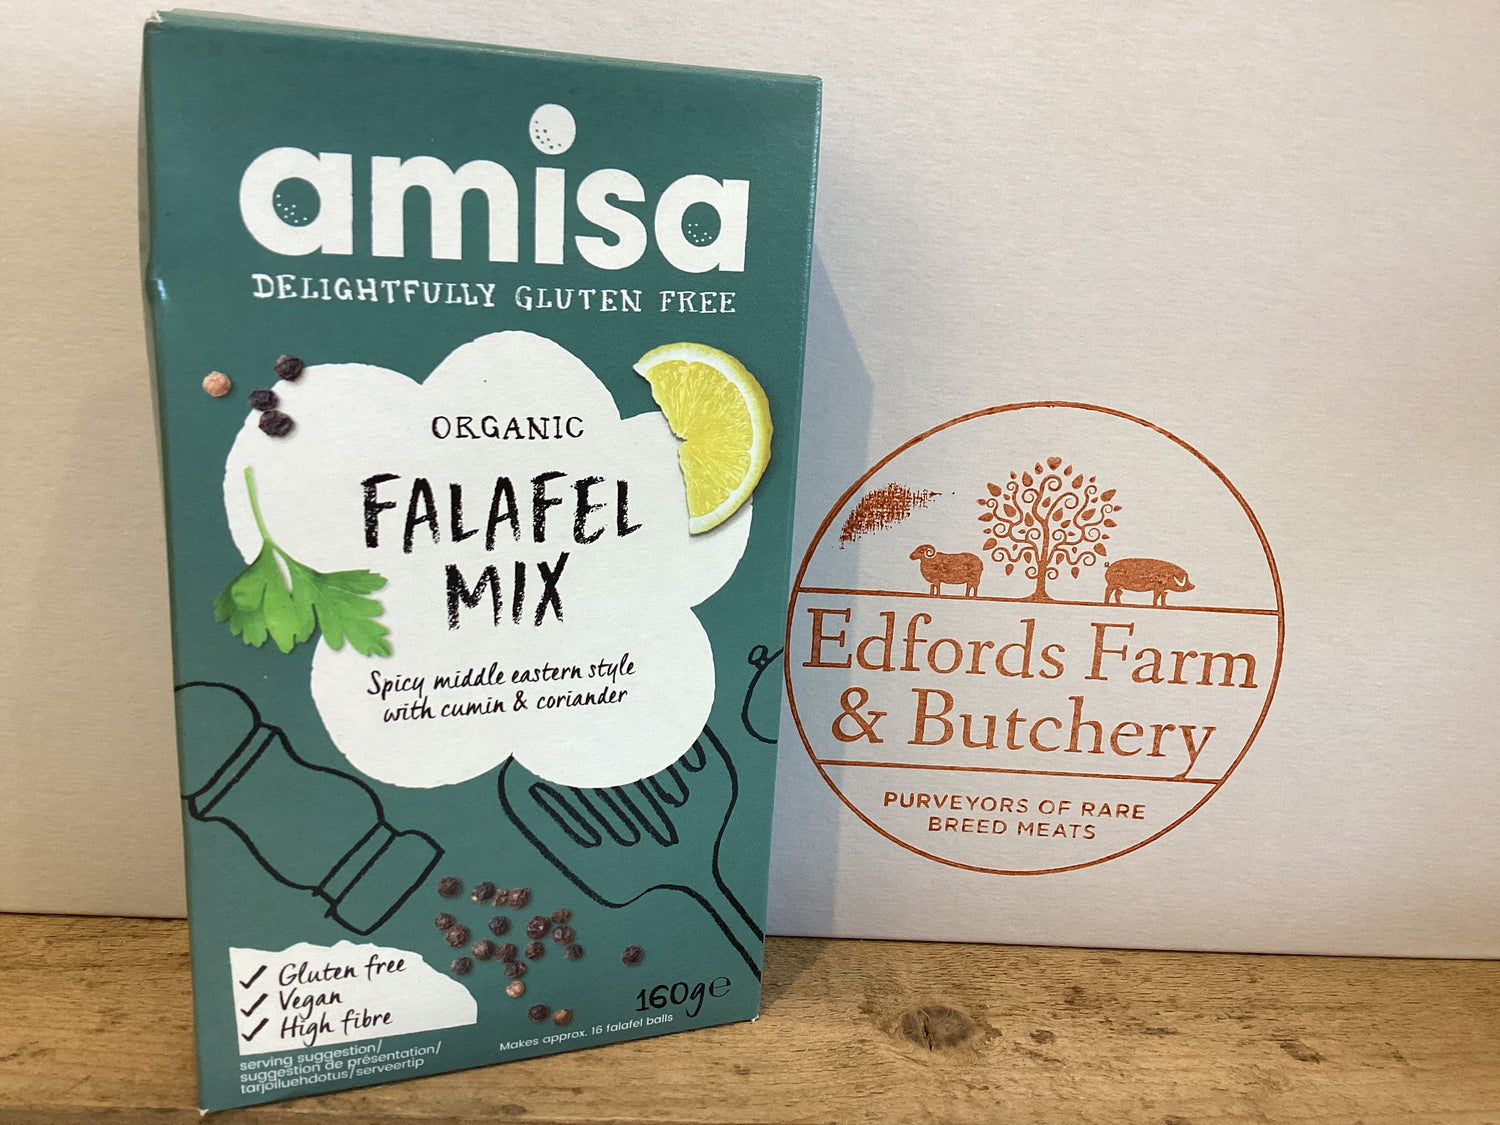 amisa
DELIGHTFULLY GLUTEN FREE
ORGANIC
FALAFEL
MIX
Spicy middle eastern style
with cumin & coriander
✓ Gluten free
✓ Vegan
✓ High fibre
serving suggestion/
suggestion de présentation/
tarjoiluehdotus/serveertip
160g℮
Makes approx. 16 falafel balls
Edfords Farm
& Butchery
PURVEYORS OF RARE
BREED MEATS